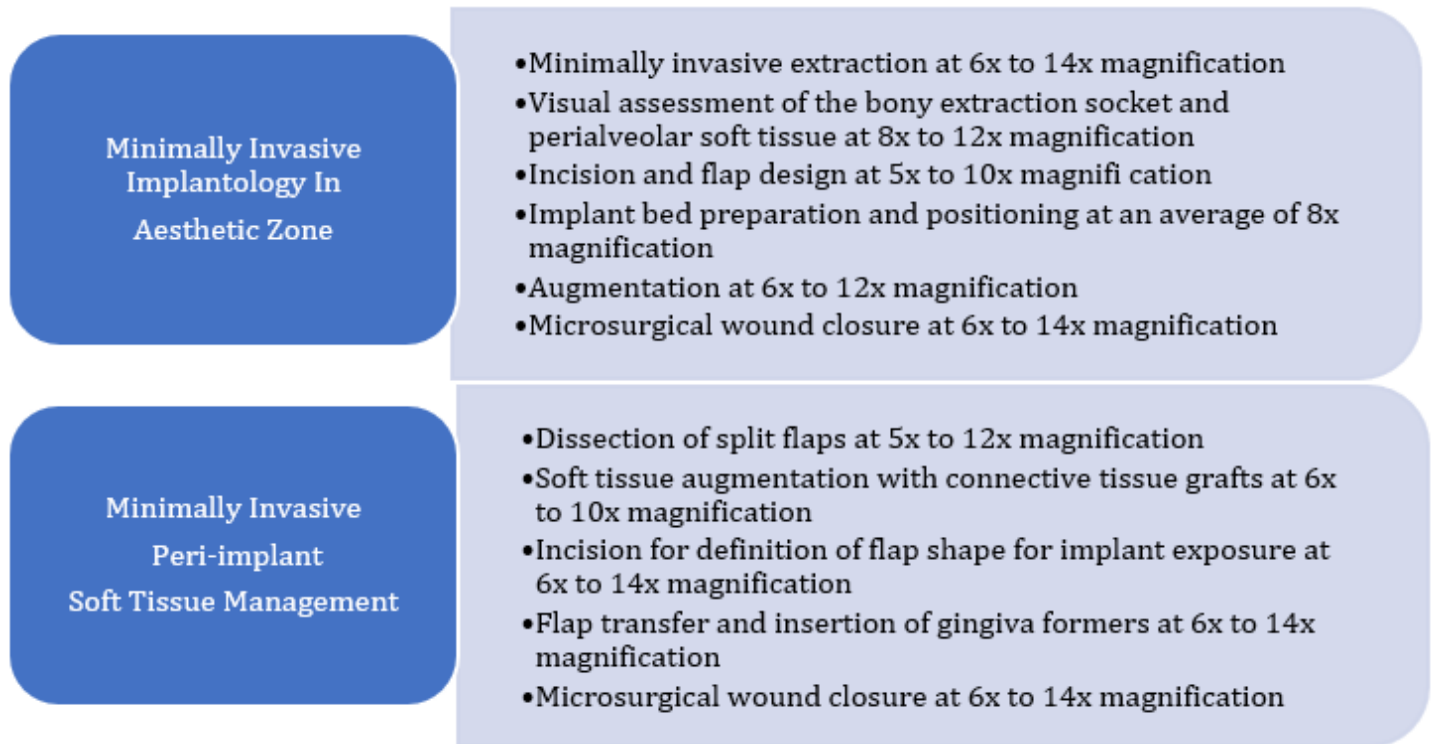 Minimally Invasive
Implantology In
Aesthetic Zone
•Minimally invasive extraction at 6x to 14x magnification
•Visual assessment of the bony extraction socket and
perialveolar soft tissue at 8x to 12x magnification
•Incision and flap design at 5x to 10x magnifi cation
•Implant bed preparation and positioning at an average of 8x
magnification
•Augmentation at 6x to 12x magnification
•Microsurgical wound closure at 6x to 14x magnification
Minimally Invasive
Peri-implant
Soft Tissue Management
•Dissection of split flaps at 5x to 12x magnification
•Soft tissue augmentation with connective tissue grafts at 6x
to 10x magnification
•Incision for definition of flap shape for implant exposure at
6x to 14x magnification
•Flap transfer and insertion of gingiva formers at 6x to 14x
magnification
•Microsurgical wound closure at 6x to 14x magnification